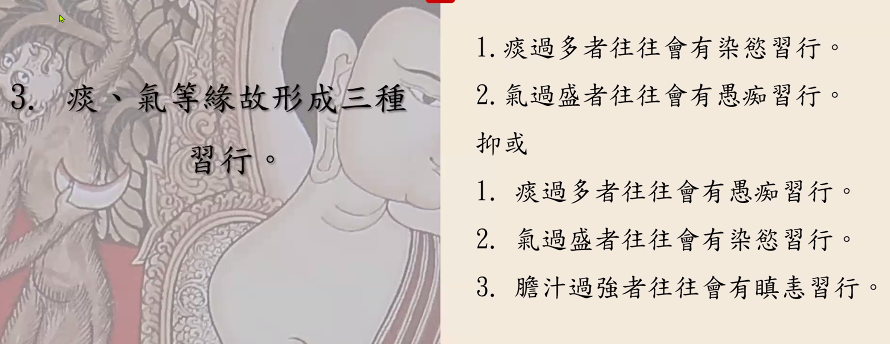 3. 痰、氣等緣故形成三種
習行。
1.痰過多者往往會有染慾習行。
2.氣過盛者往往會有愚痴習行。
抑或
1. 痰過多者往往會有愚痴習行。
2. 氣過盛者往往會有染慾習行。
3. 膽汁過強者往往會有瞋恚習行。